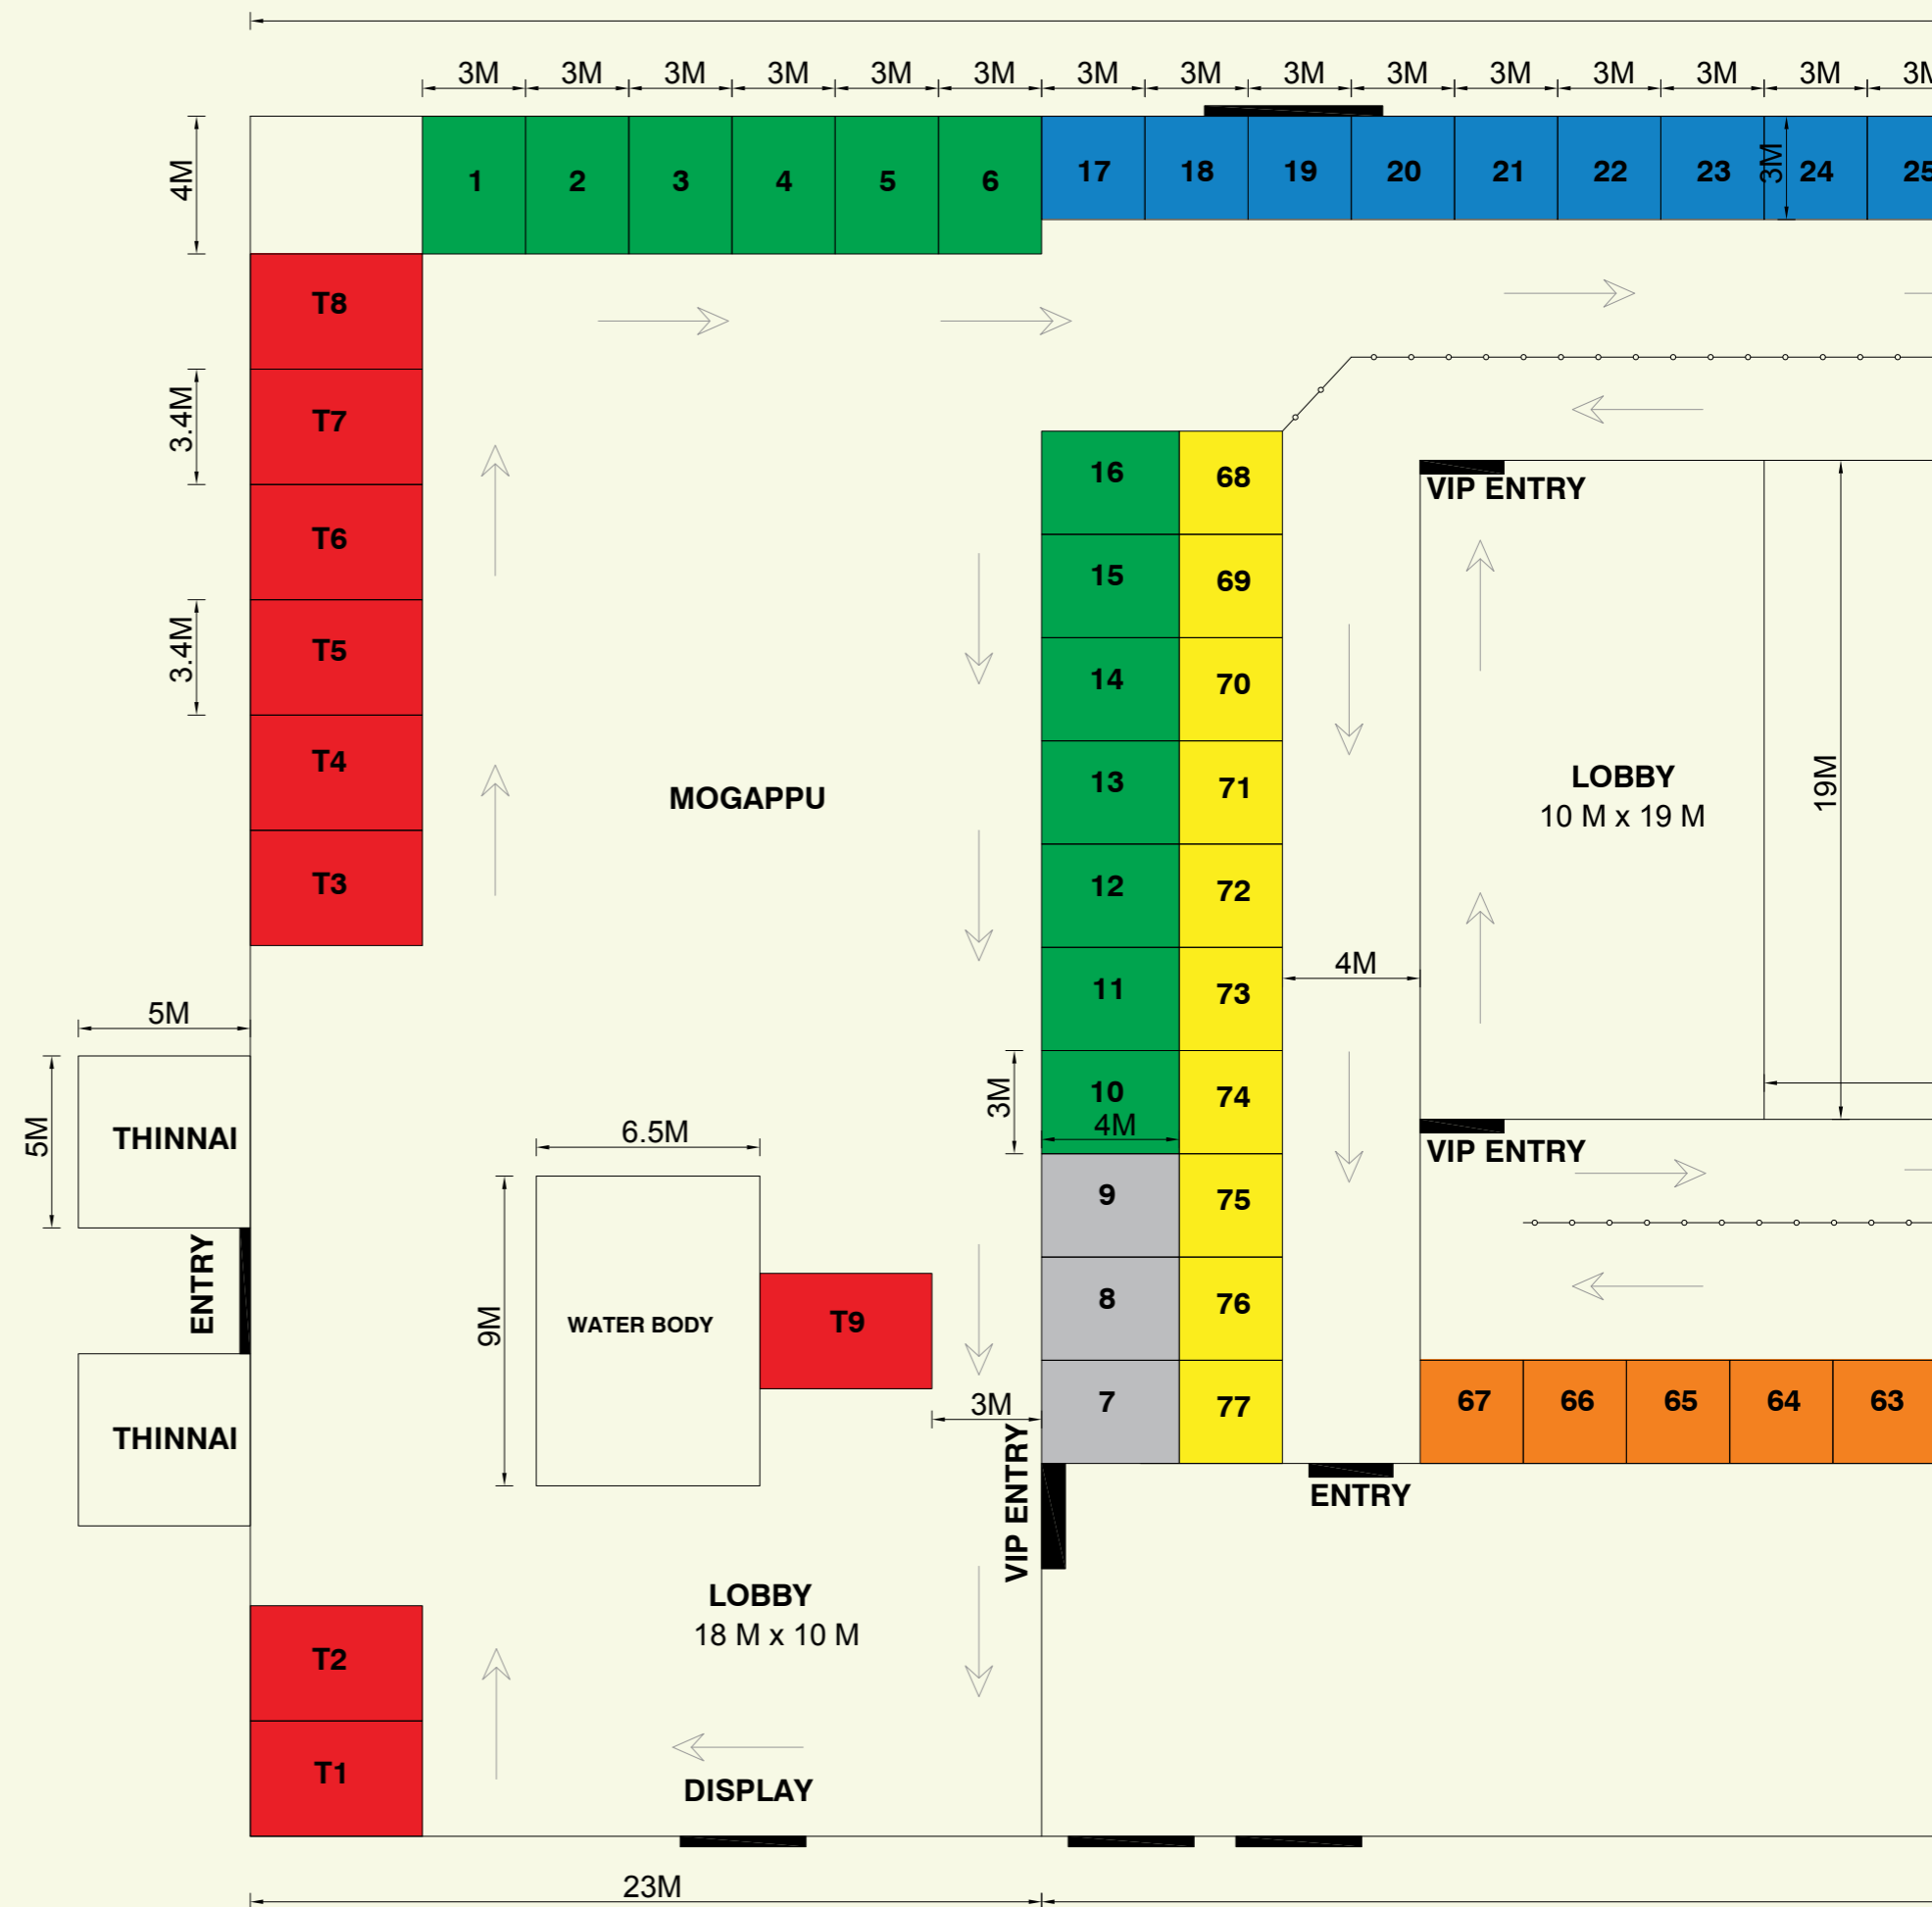 3M 3M 3M 3M 3M 3M 3M 3M 3M 3M 3M 3M 3M 3M
4M
1 2 3 4 5 6 17 18 19 20 21 22 23 3M 24 25
T8
3.4M
T7
T6
3.4M
T5
T4
T3
MOGAPPU
16 68
15 69
14 70
13 71
12 72
11 73
10 74
4M
3M
9 75
8 76
7 77
4M
VIP ENTRY
LOBBY
10 M x 19 M
19M
VIP ENTRY
5M
5M
THINNAI
ENTRY
THINNAI
6.5M
9M
WATER BODY
T9
3M
VIP ENTRY
67 66 65 64 63
ENTRY
LOBBY
18 M x 10 M
T2
T1
DISPLAY
23M